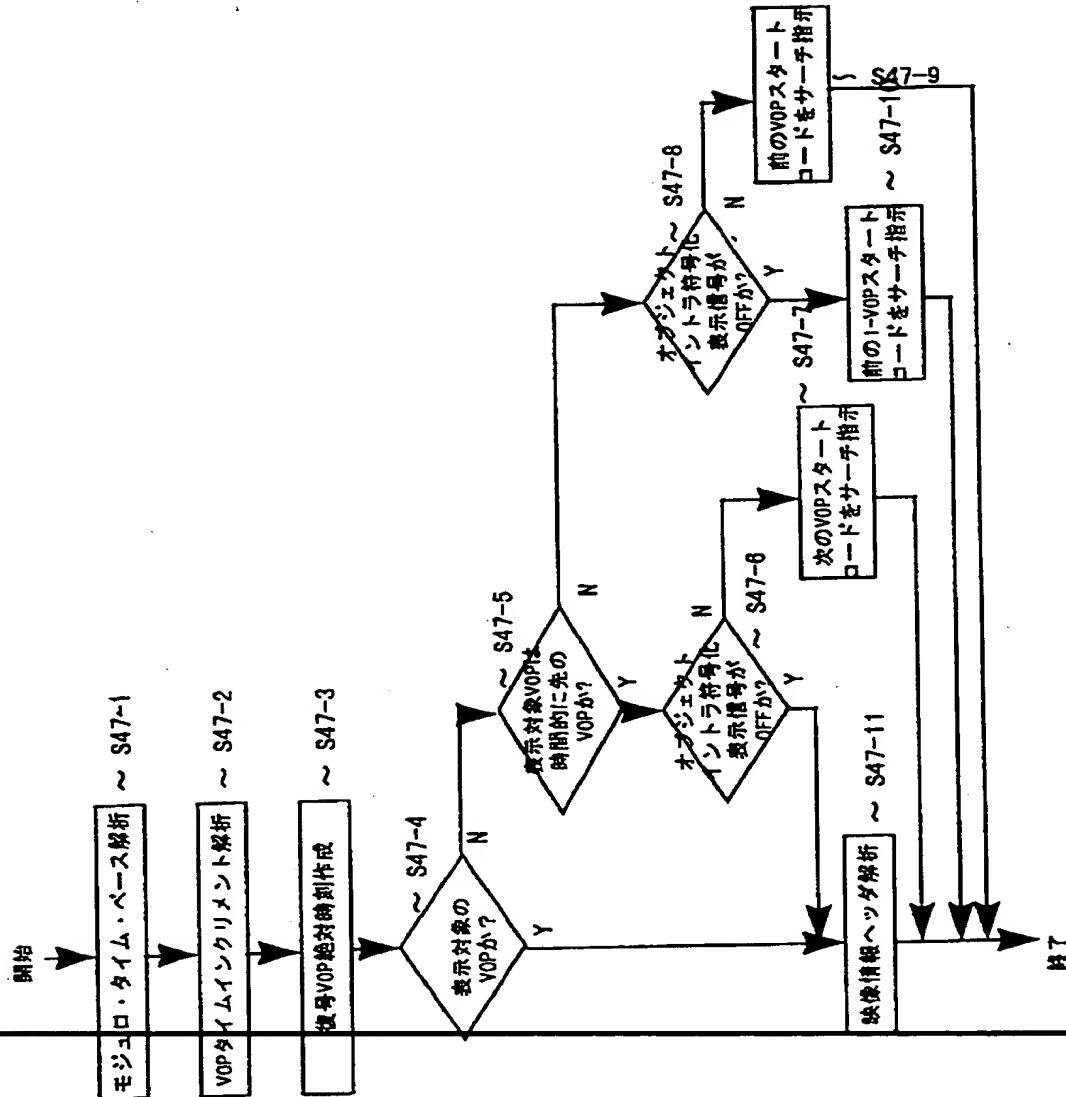 開始
モジュロ・タイム・ベース解析
~ S47-1
VOPタイムインクリメント解析
~ S47-2
復号VOP絶対時刻作成
~ S47-3
表示対象の
VOPか?
~ S47-4
N
Y
表示対象VOPは
時間的に先の
VOPか?
~ S47-5
N
Y
オブジェクト
イントラ符号化
表示信号が
OFFか?
~ S47-6
N
Y
次のVOPスタート
コードをサーチ指示
~ S47-7
オブジェクト
イントラ符号化
表示信号が
OFFか?
~ S47-8
N
Y
前のVOPスタート
コードをサーチ指示
~ S47-9
前のI-VOPスタート
コードをサーチ指示
~ S47-10
映像情報ヘッダ解析
~ S47-11
終了